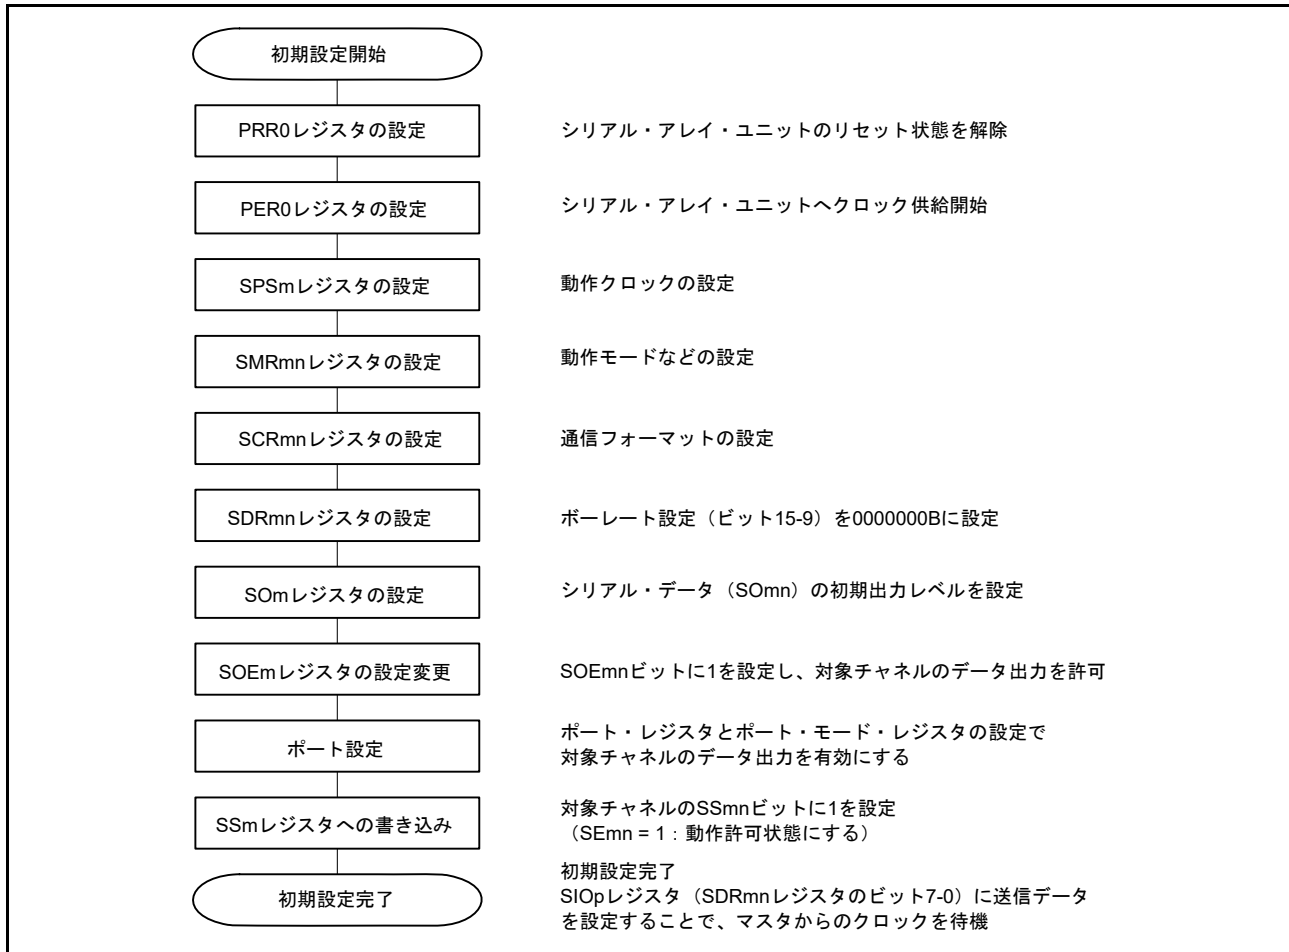 初期設定開始
PRR0レジスタの設定
シリアル・アレイ・ユニットのリセット状態を解除
PER0レジスタの設定
シリアル・アレイ・ユニットへクロック供給開始
SPSmレジスタの設定
動作クロックの設定
SMRmnレジスタの設定
動作モードなどの設定
SCRmnレジスタの設定
通信フォーマットの設定
SDRmnレジスタの設定
ボーレート設定（ビット15-9）を0000000Bに設定
SOmレジスタの設定
シリアル・データ（SOmn）の初期出力レベルを設定
SOEmレジスタの設定変更
SOEmnビットに1を設定し、対象チャネルのデータ出力を許可
ポート設定
ポート・レジスタとポート・モード・レジスタの設定で
対象チャネルのデータ出力を有効にする
SSmレジスタへの書き込み
対象チャネルのSSmnビットに1を設定
（SEmn = 1：動作許可状態にする）
初期設定完了
初期設定完了
SIOpレジスタ（SDRmnレジスタのビット7-0）に送信データ
を設定することで、マスタからのクロックを待機